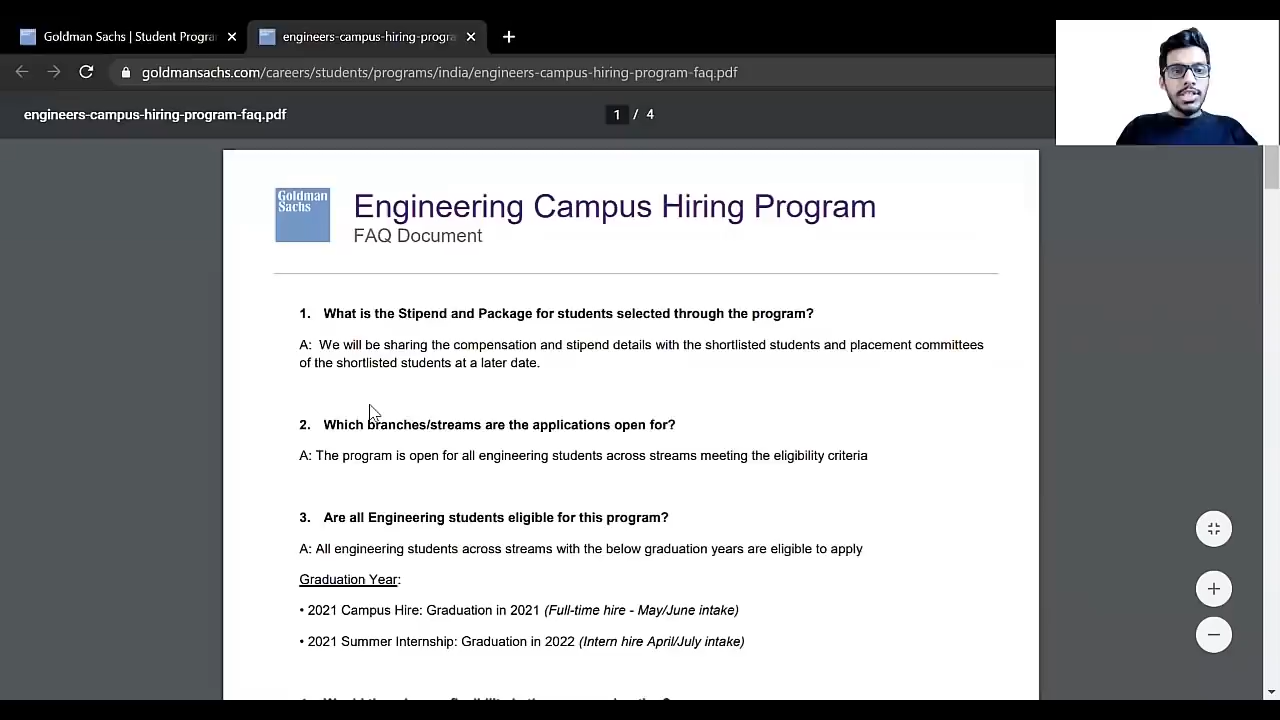 Goldman Sachs | Student Progra
engineers-campus-hiring-progra
goldmansachs.com/careers/students/programs/india/engineers-campus-hiring-program-faq.pdf
engineers-campus-hiring-program-faq.pdf
1 / 4
Goldman
Sachs
Engineering Campus Hiring Program
FAQ Document
1. What is the Stipend and Package for students selected through the program?
A: We will be sharing the compensation and stipend details with the shortlisted students and placement committees
of the shortlisted students at a later date.
2. Which branches/streams are the applications open for?
A: The program is open for all engineering students across streams meeting the eligibility criteria
3. Are all Engineering students eligible for this program?
A: All engineering students across streams with the below graduation years are eligible to apply
Graduation Year:
• 2021 Campus Hire: Graduation in 2021 (Full-time hire - May/June intake)
• 2021 Summer Internship: Graduation in 2022 (Intern hire April/July intake)